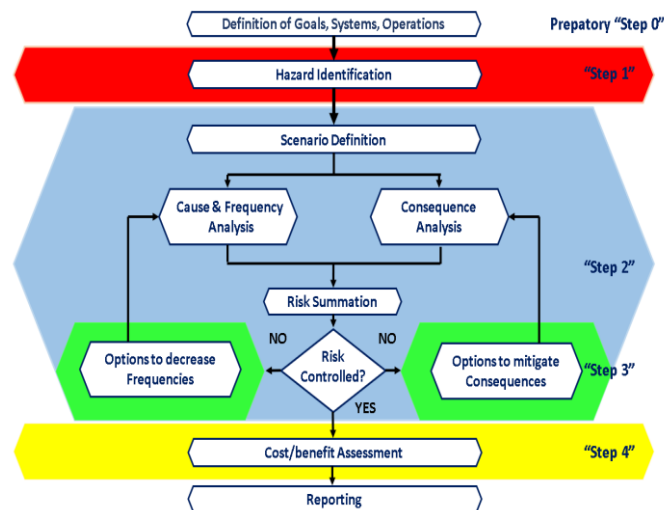 Definition of Goals, Systems, Operations
Prepatory "Step 0"
Hazard Identification
"Step 1"
Scenario Definition
Cause & Frequency
Analysis
Consequence
Analysis
"Step 2"
Risk Summation
NO
NO
Options to decrease
Frequencies
Risk
Controlled?
Options to mitigate
Consequences
"Step 3"
YES
Cost/benefit Assessment
"Step 4"
Reporting